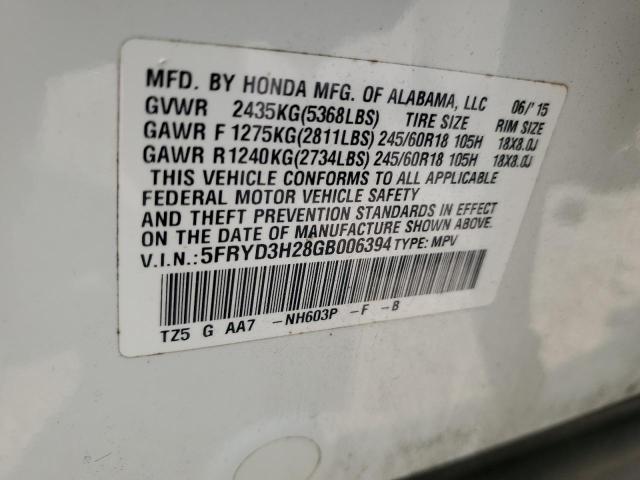 MFD. BY HONDA MFG. OF ALABAMA, LLC 06/'15
GVWR 2435KG(5368LBS) TIRE SIZE RIM SIZE
GAWR F 1275KG(2811LBS) 245/60R18 105H 18X8.0J
GAWR R 1240KG(2734LBS) 245/60R18 105H 18X8.0J
THIS VEHICLE CONFORMS TO ALL APPLICABLE
FEDERAL MOTOR VEHICLE SAFETY
AND THEFT PREVENTION STANDARDS IN EFFECT
ON THE DATE OF MANUFACTURE SHOWN ABOVE.
V.I.N.:5FRYD3H28GB006394 TYPE: MPV
TZ5 G AA7 -NH603P -F -B